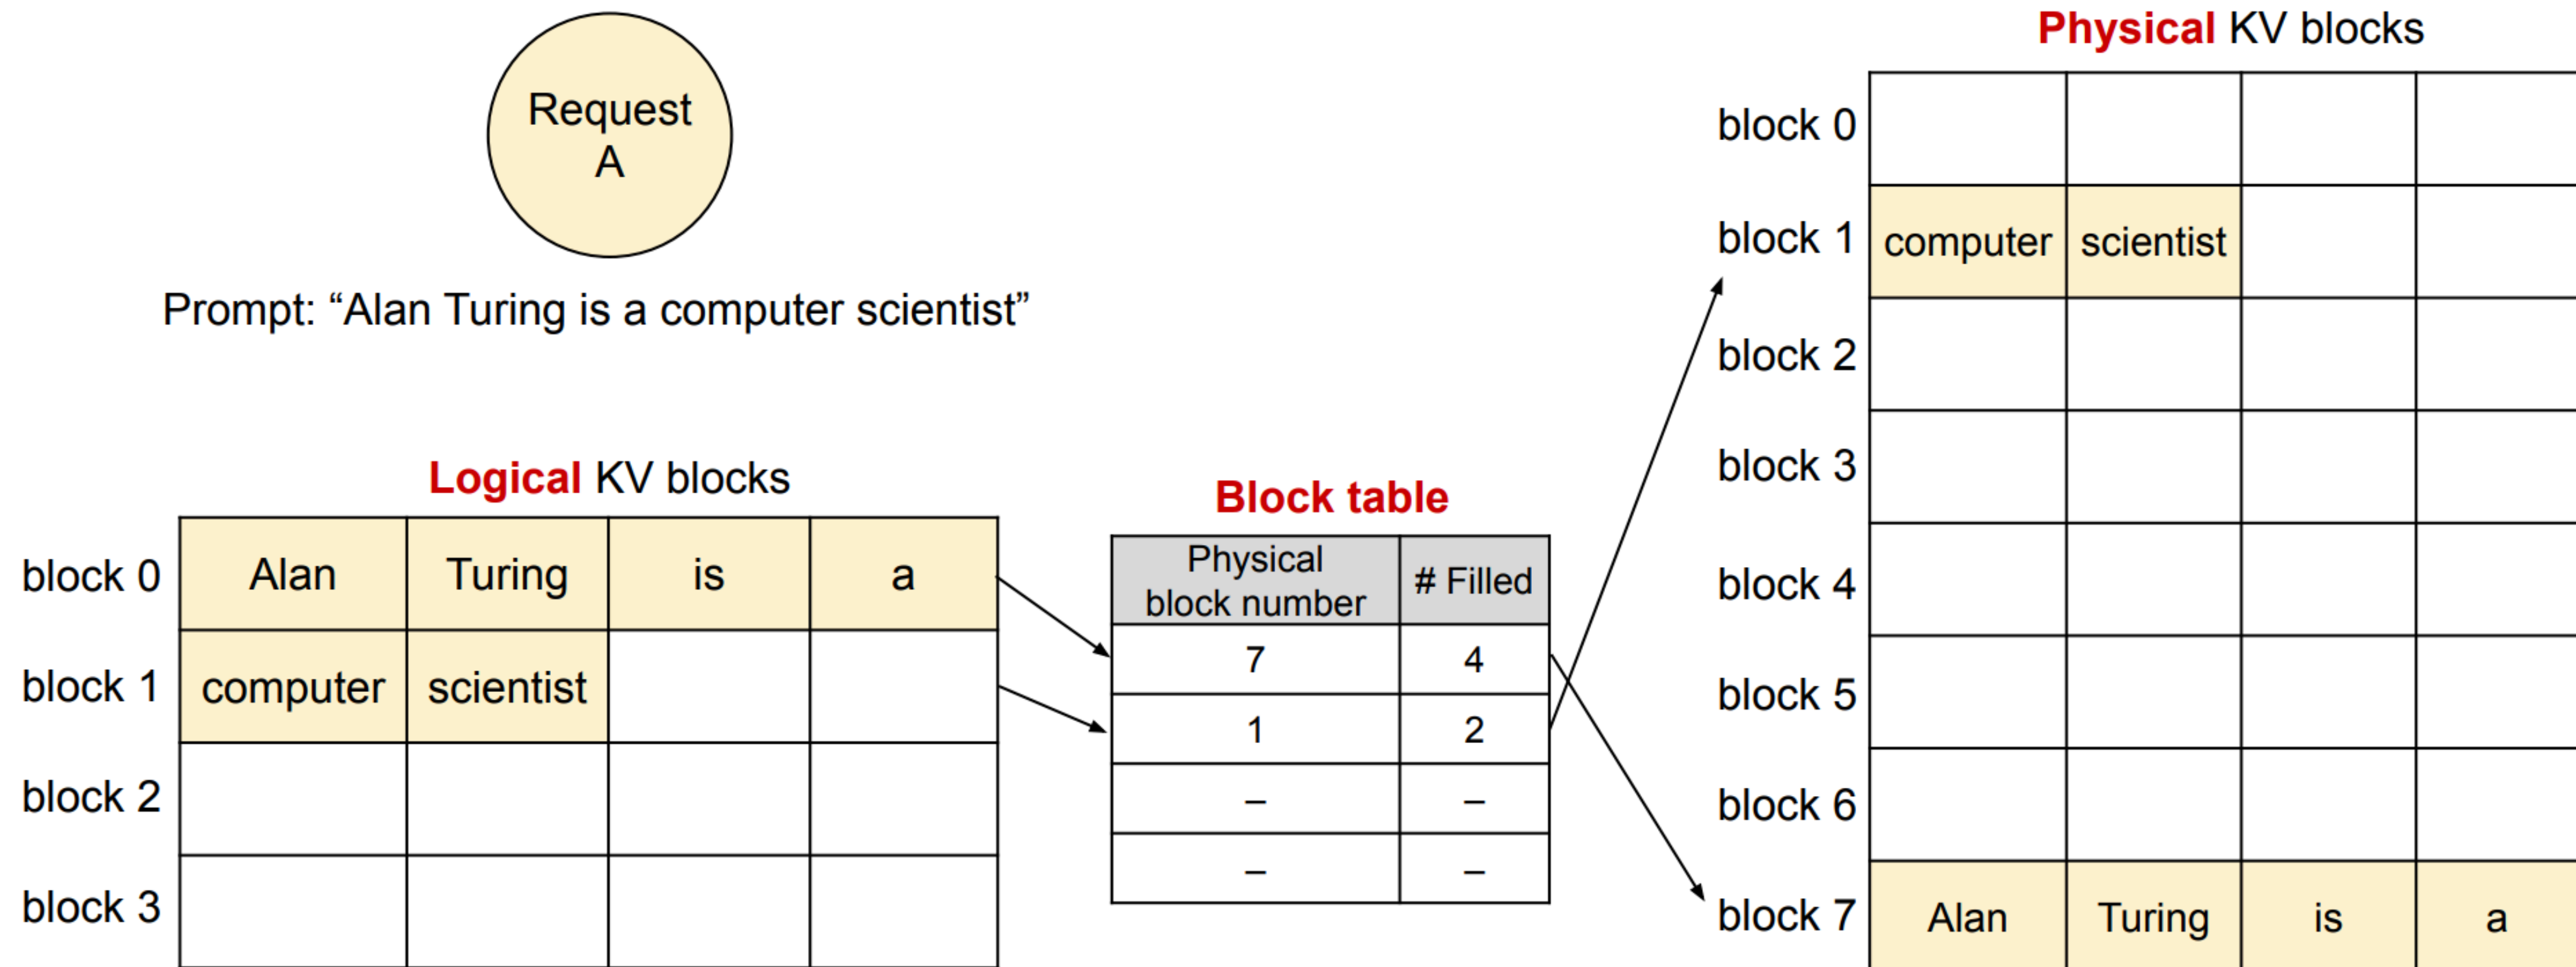 Request
A
Prompt: “Alan Turing is a computer scientist”
Logical KV blocks
block 0 Alan Turing is a
block 1 computer scientist
block 2
block 3
Block table
Physical
block number # Filled
7 4
1 2
– –
– –
Physical KV blocks
block 0
block 1 computer scientist
block 2
block 3
block 4
block 5
block 6
block 7 Alan Turing is a